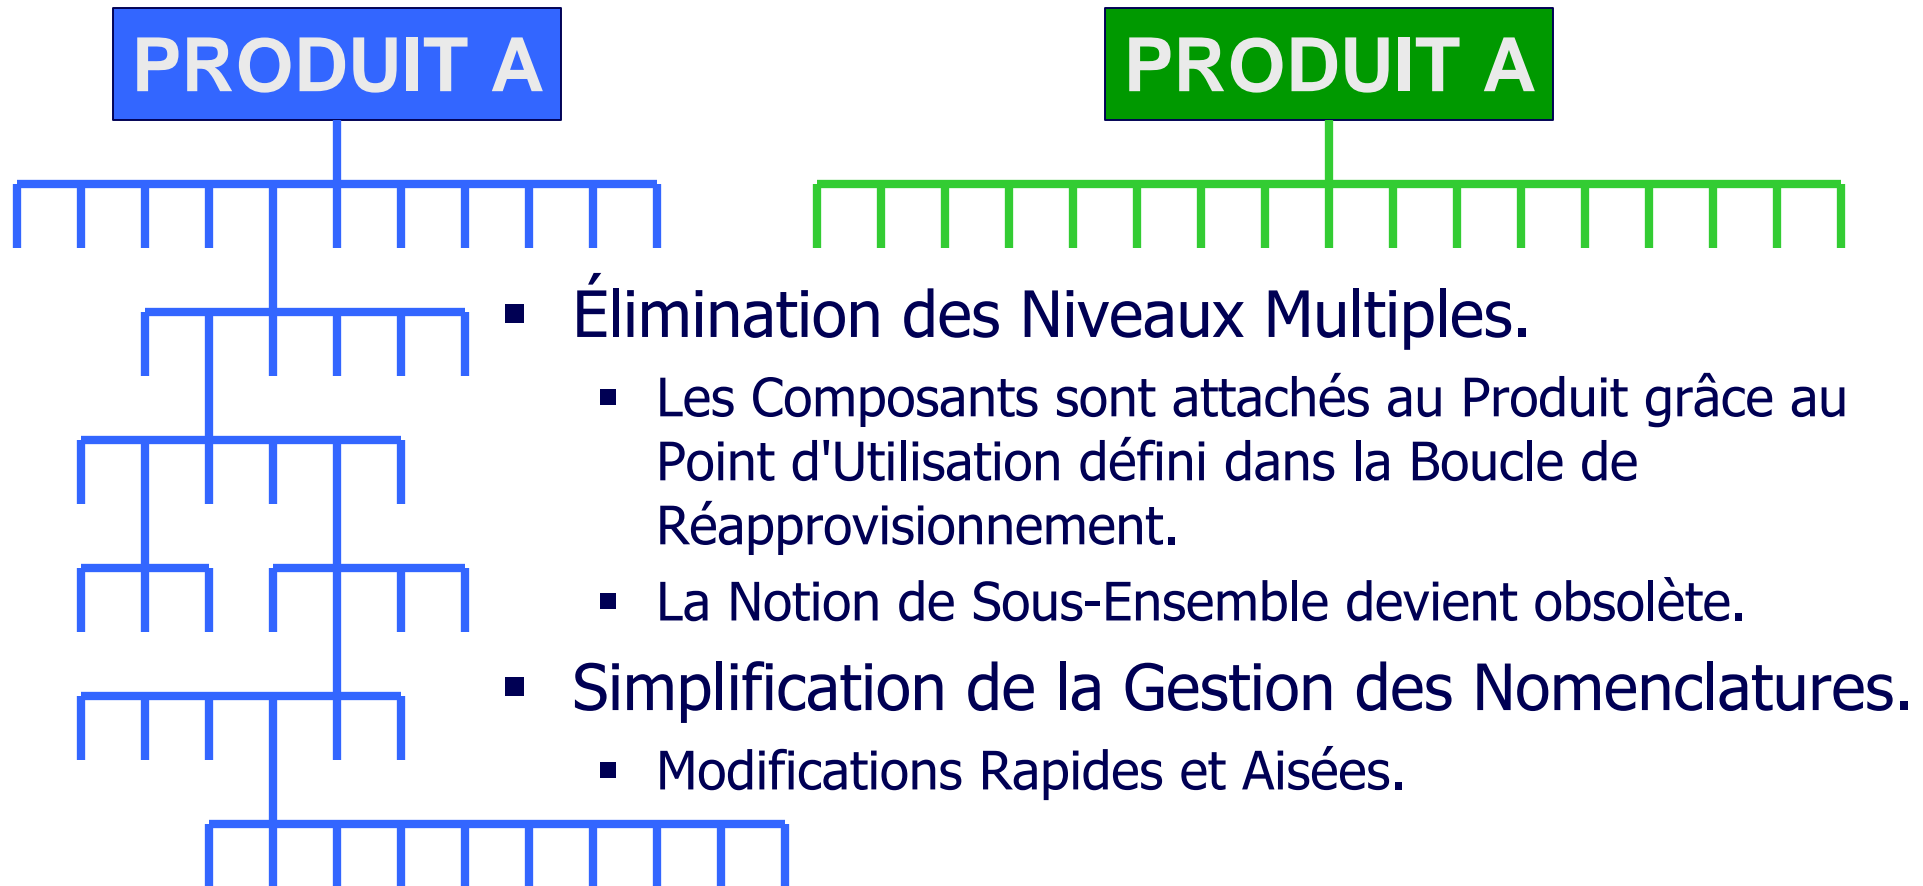 PRODUIT A
PRODUIT A
Élimination des Niveaux Multiples.
Les Composants sont attachés au Produit grâce au
Point d'Utilisation défini dans la Boucle de
Réapprovisionnement.
La Notion de Sous-Ensemble devient obsolète.
Simplification de la Gestion des Nomenclatures.
Modifications Rapides et Aisées.